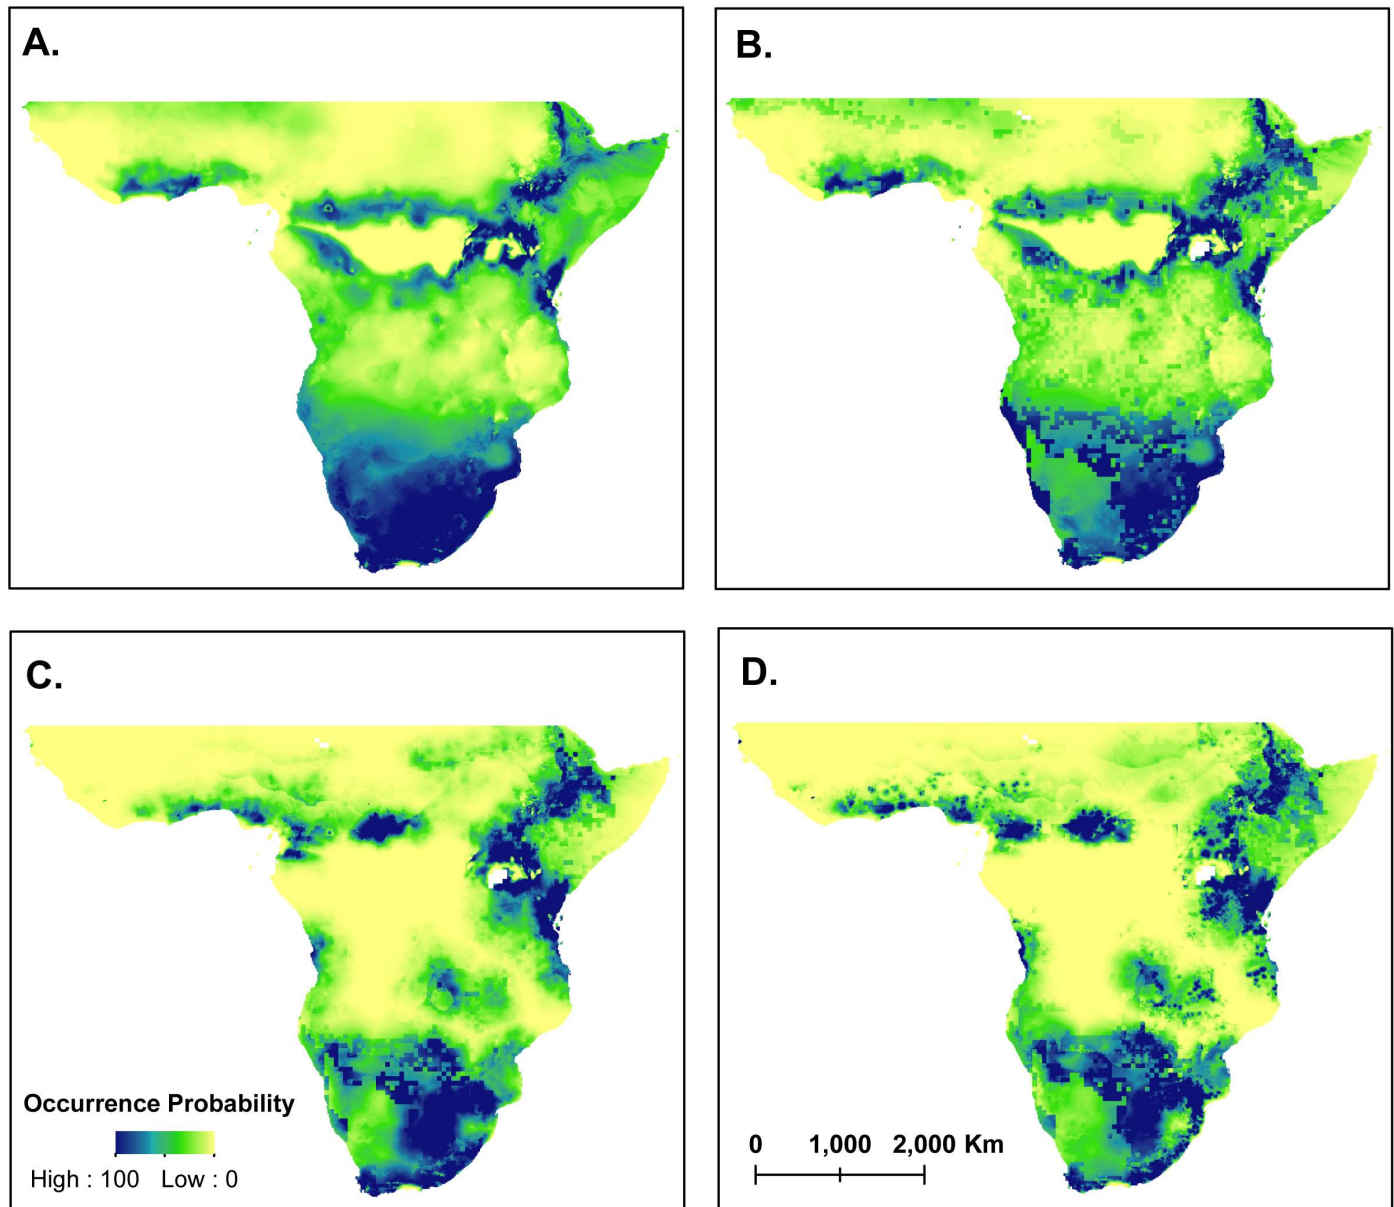 A.
B.
C.
D.
Occurrence Probability
High : 100 Low : 0
0 1,000 2,000 Km